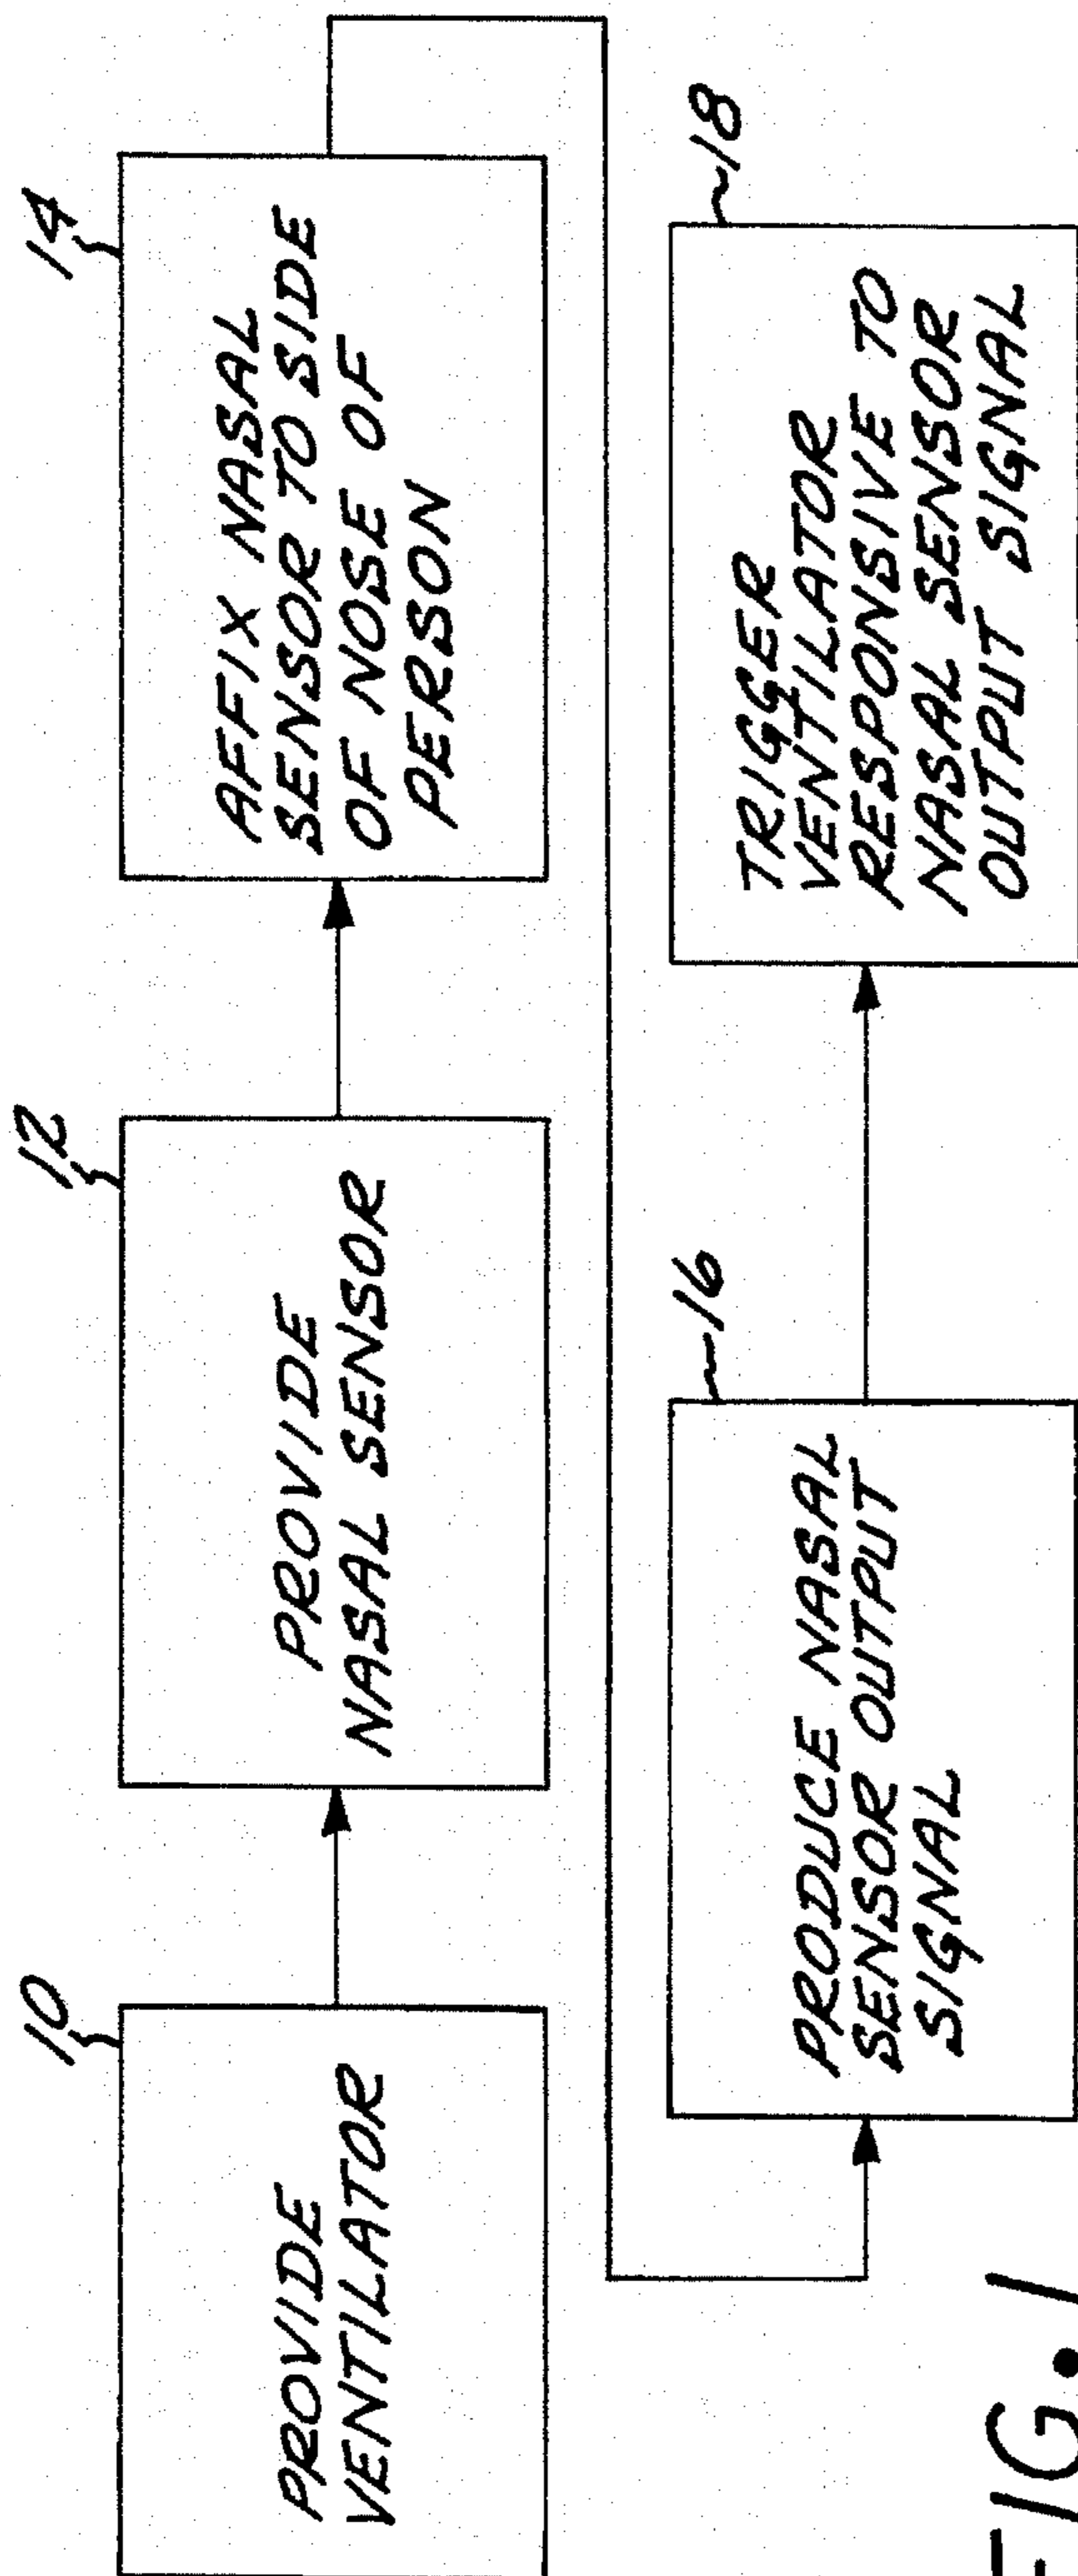 10
PROVIDE
VENTILATOR
12
PROVIDE
NASAL SENSOR
14
AFFIX NASAL
SENSOR TO SIDE
OF NOSE OF
PERSON
16
PRODUCE NASAL
SENSOR OUTPUT
SIGNAL
18
TRIGGER
VENTILATOR
RESPONSIVE TO
NASAL SENSOR
OUTPUT SIGNAL
FIG. 1